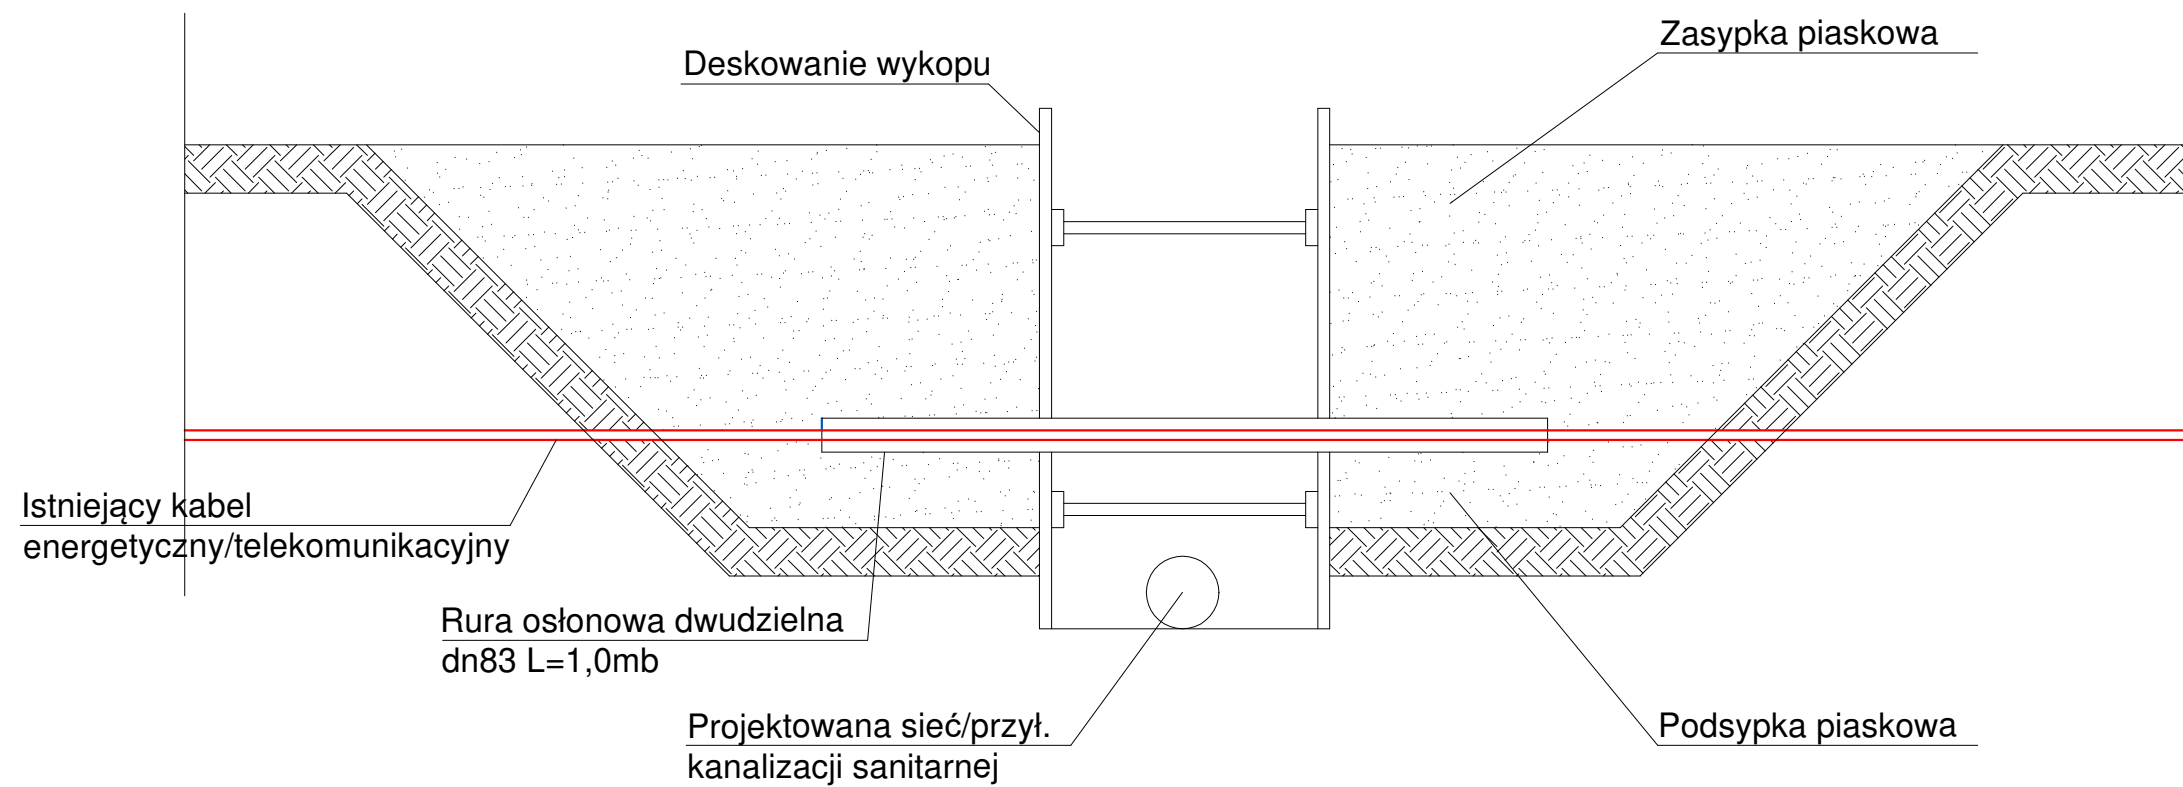 Zasypka piaskowa
Deskowanie wykopu
Istniejący kabel
energetyczny/telekomunikacyjny
Rura osłonowa dwudzielna
dn83 L=1,0mb
Projektowana sieć/przył.
kanalizacji sanitarnej
Podsypka piaskowa